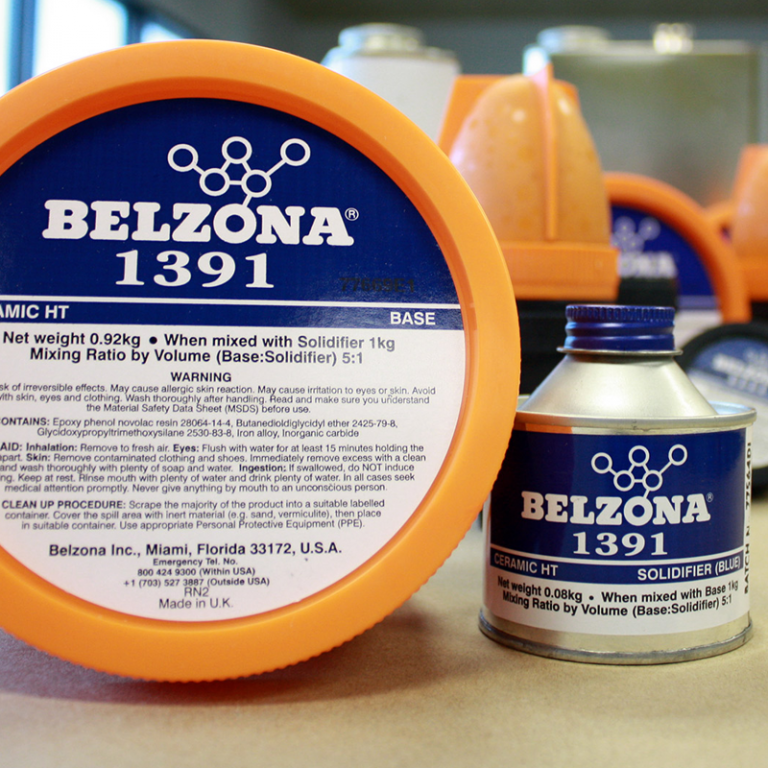 BELZONA®
1391
AMIC HT
BASE
Net weight 0.92kg • When mixed with Solidifier 1kg
Mixing Ratio by Volume (Base:Solidifier) 5:1
WARNING
sk of irreversible effects. May cause allergic skin reaction. May cause irritation to eyes or skin. Avoid
with skin, eyes and clothing. Wash thoroughly after handling. Read and make sure you understand
the Material Safety Data Sheet (MSDS) before use.
CONTAINS: Epoxy phenol novolac resin 28064-14-4, Butanedioldiglycidyl ether 2425-79-8,
Glycidoxypropyltrimethoxysilane 2530-83-8, Iron alloy, Inorganic carbide
AID: Inhalation: Remove to fresh air. Eyes: Flush with water for at least 15 minutes holding the
apart. Skin: Remove contaminated clothing and shoes. Immediately remove excess with a clean
and wash thoroughly with plenty of soap and water. Ingestion: If swallowed, do NOT induce
ng. Keep at rest. Rinse mouth with plenty of water and drink plenty of water. In all cases seek
medical attention promptly. Never give anything by mouth to an unconscious person.
CLEAN UP PROCEDURE: Scrape the majority of the product into a suitable labelled
container. Cover the spill area with inert material (e.g. sand, vermiculite), then place
in suitable container. Use appropriate Personal Protective Equipment (PPE).
Belzona Inc., Miami, Florida 33172, U.S.A.
Emergency Tel. No.
800 424 9300 (Within USA)
+1 (703) 527 3887 (Outside USA)
RN2
Made in U.K.
BELZONA®
1391
CERAMIC HT
SOLIDIFIER (BLUE)
Net weight 0.08kg • When mixed with Base 1kg
Mixing Ratio by Volume (Base:Solidifier) 5:1
BATCH N